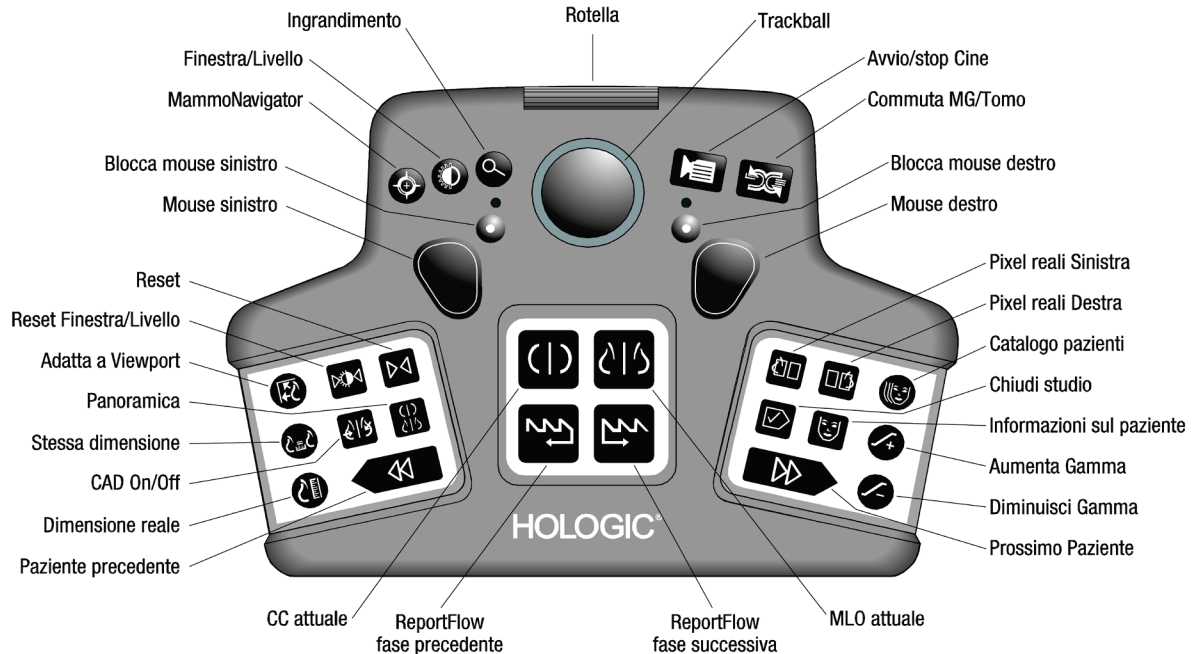 Ingrandimento
Rotella
Trackball
Finestra/Livello
Avvio/stop Cine
MammoNavigator
Commuta MG/Tomo
Blocca mouse sinistro
Blocca mouse destro
Mouse sinistro
Mouse destro
Reset
Pixel reali Sinistra
Reset Finestra/Livello
Pixel reali Destra
Adatta a Viewport
Catalogo pazienti
Panoramica
Chiudi studio
Stessa dimensione
Informazioni sul paziente
CAD On/Off
Aumenta Gamma
Dimensione reale
HOLOGIC®
Diminuisci Gamma
Paziente precedente
Prossimo Paziente
CC attuale
ReportFlow
fase precedente
ReportFlow
fase successiva
MLO attuale